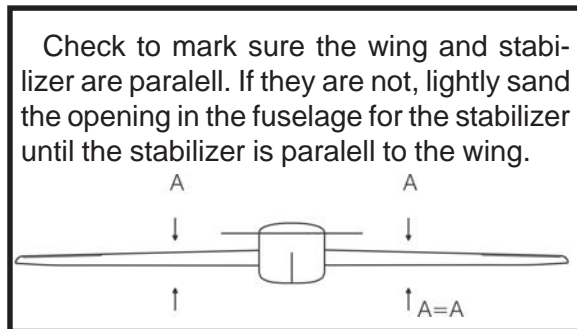 Check to mark sure the wing and stabi-
lizer are paralell. If they are not, lightly sand
the opening in the fuselage for the stabilizer
until the stabilizer is paralell to the wing.
A A
A=A